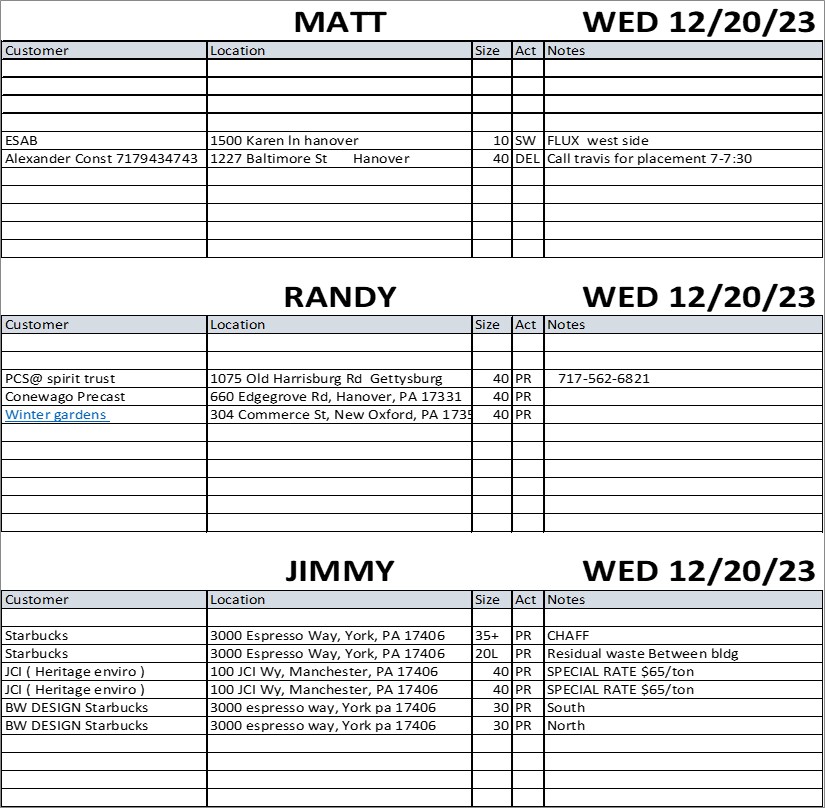 MATT WED 12/20/23
Customer Location Size Act Notes
ESAB 1500 Karen ln hanover 10 SW FLUX west side
Alexander Const 7179434743 1227 Baltimore St Hanover 40 DEL Call travis for placement 7-7:30
RANDY WED 12/20/23
Customer Location Size Act Notes
PCS@ spirit trust 1075 Old Harrisburg Rd Gettysburg 40 PR 717-562-6821
Conewago Precast 660 Edgegrove Rd, Hanover, PA 17331 40 PR
Winter gardens 304 Commerce St, New Oxford, PA 1735 40 PR
JIMMY WED 12/20/23
Customer Location Size Act Notes
Starbucks 3000 Espresso Way, York, PA 17406 35+ PR CHAFF
Starbucks 3000 Espresso Way, York, PA 17406 20L PR Residual waste Between bldg
JCI ( Heritage enviro ) 100 JCI Wy, Manchester, PA 17406 40 PR SPECIAL RATE $65/ton
JCI ( Heritage enviro ) 100 JCI Wy, Manchester, PA 17406 40 PR SPECIAL RATE $65/ton
BW DESIGN Starbucks 3000 espresso way, York pa 17406 30 PR South
BW DESIGN Starbucks 3000 espresso way, York pa 17406 30 PR North